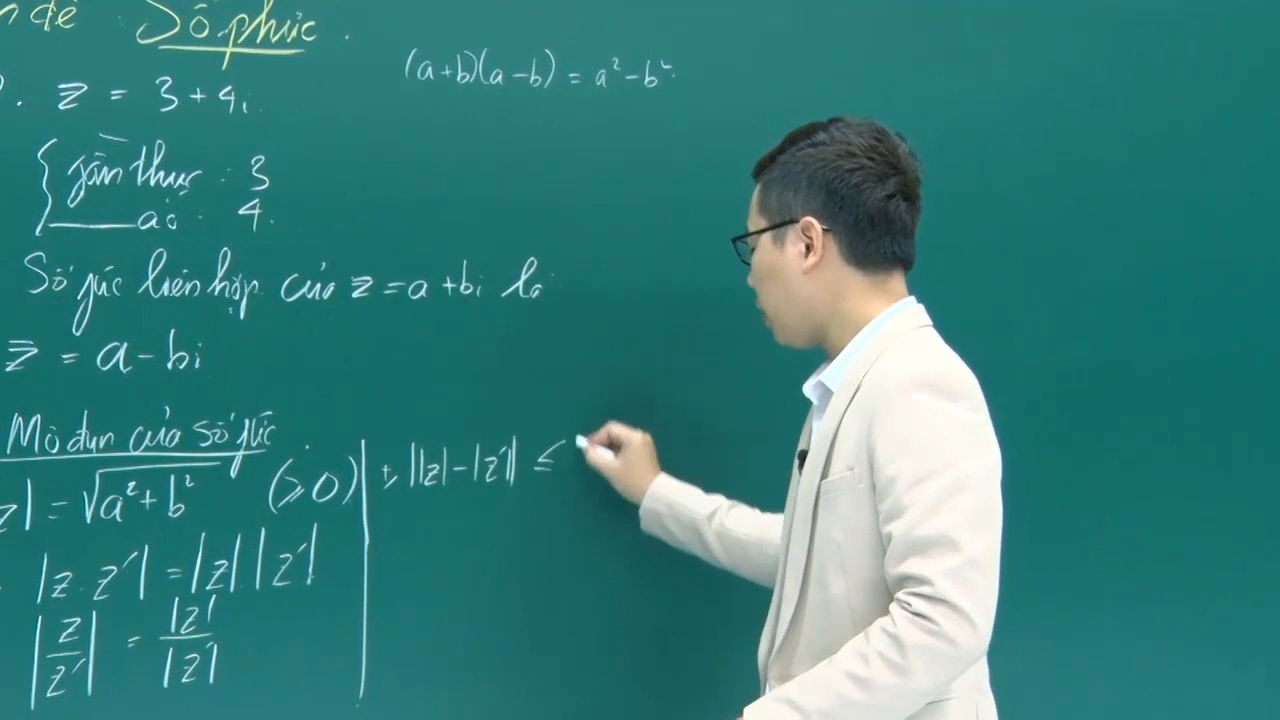 đề Số phức.
(a+b)(a-b) = a²-b².
. z = 3+4i.
{ phần thực : 3
——— ảo : 4.
Số phức liên hợp của z = a+bi là
z̄ = a-bi
Mô đun của số phức
z| = √(a²+b²) (≥0)
+, ||z|-|z'|| ≤
|z.z'| = |z|.|z'|
|z/z'| = |z|/|z'|